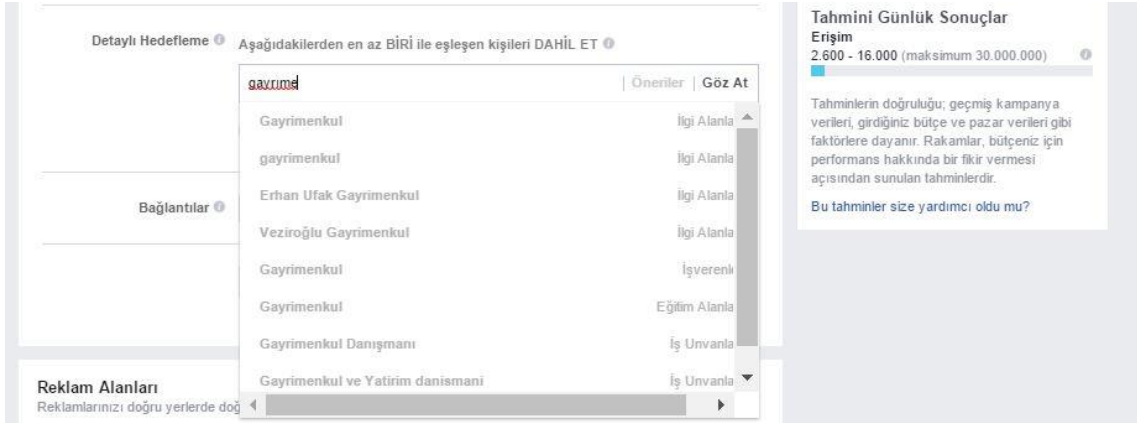 Detaylı Hedefleme
Aşağıdakilerden en az BİRİ ile eşleşen kişileri DAHİL ET
gayrıme
Öneriler
Göz At
Gayrimenkul İlgi Alanla
gayrimenkul İlgi Alanla
Erhan Ufak Gayrimenkul İlgi Alanla
Veziroğlu Gayrimenkul İlgi Alanla
Gayrimenkul İşverenl
Gayrimenkul Eğitim Alanla
Gayrimenkul Danışmanı İş Unvanla
Gayrimenkul ve Yatirim danismani İş Unvanla
Bağlantılar
Reklam Alanları
Reklamlarınızı doğru yerlerde doğ
Tahmini Günlük Sonuçlar
Erişim
2.600 - 16.000 (maksimum 30.000.000)
Tahminlerin doğruluğu; geçmiş kampanya
verileri, girdiğiniz bütçe ve pazar verileri gibi
faktörlere dayanır. Rakamlar, bütçeniz için
performans hakkında bir fikir vermesi
açısından sunulan tahminlerdir.
Bu tahminler size yardımcı oldu mu?